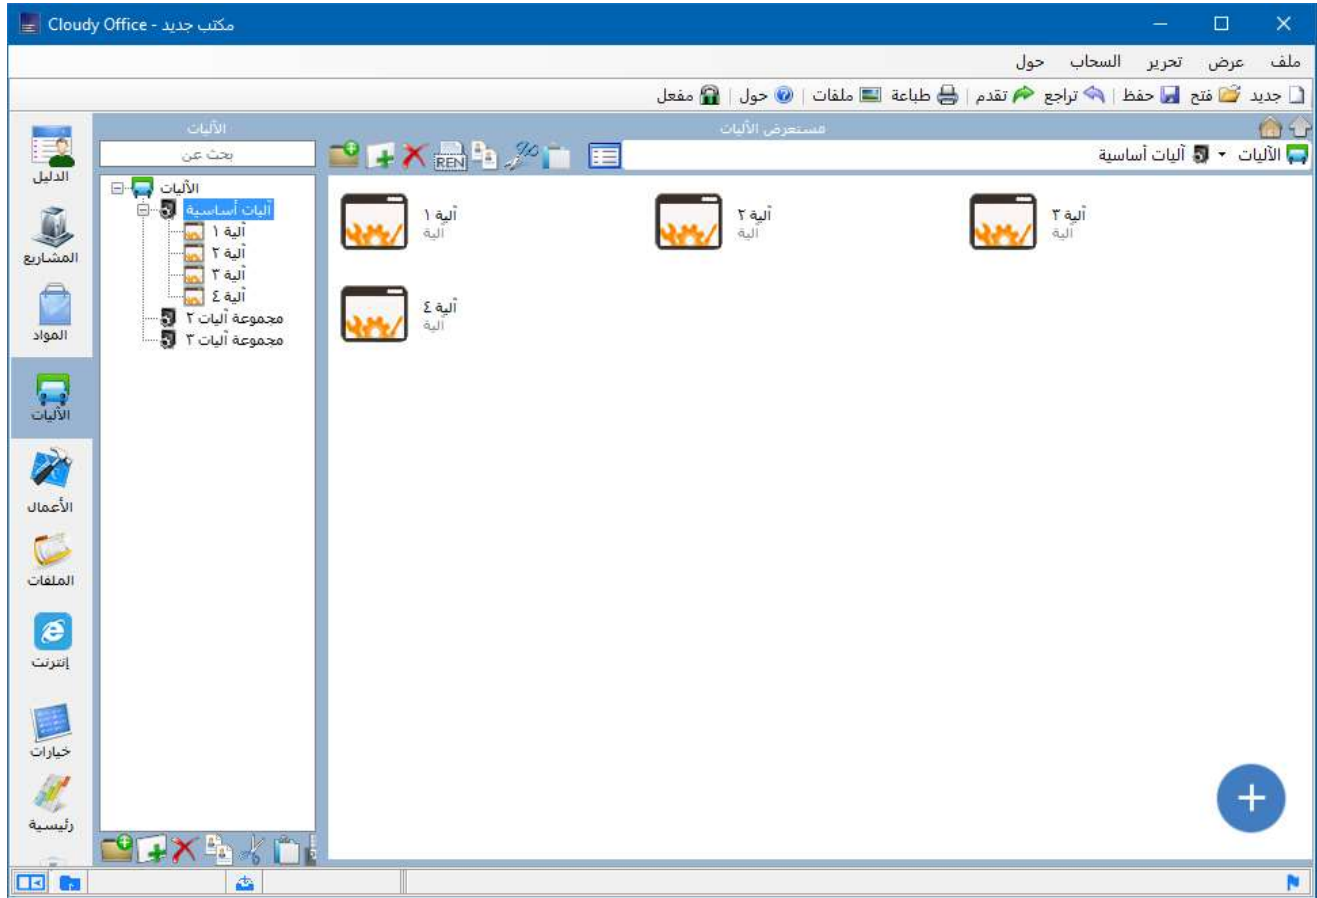 Cloudy Office - مكتب جديد
ملف عرض تحرير السحاب حول
جديد فتح حفظ تراجع تقدم طباعة ملفات حول مفعل
مستعرض الآليات
الآليات آليات أساسية
الآليات
بحث عن
REN
الآليات
آليات أساسية
آلية ١
آلية ٢
آلية ٣
آلية ٤
مجموعة آليات ٢
مجموعة آليات ٣
آلية ١
آلية
آلية ٢
آلية
آلية ٣
آلية
آلية ٤
آلية
الدليل
المشاريع
المواد
الآليات
الأعمال
الملفات
إنترنت
خيارات
رئيسية